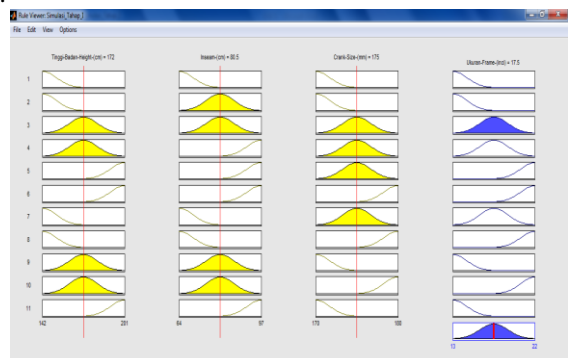 Rule Viewer: Simulasi_Tahap_I
File Edit View Options
Tinggi-Badan-Height-(cm) = 172
Inseam-(cm) = 80.5
Crank-Size-(mm) = 175
Ukuran-Frame-(inci) = 17.5
1
2
3
4
5
6
7
8
9
10
11
142 201
64 97
170 180
13 22